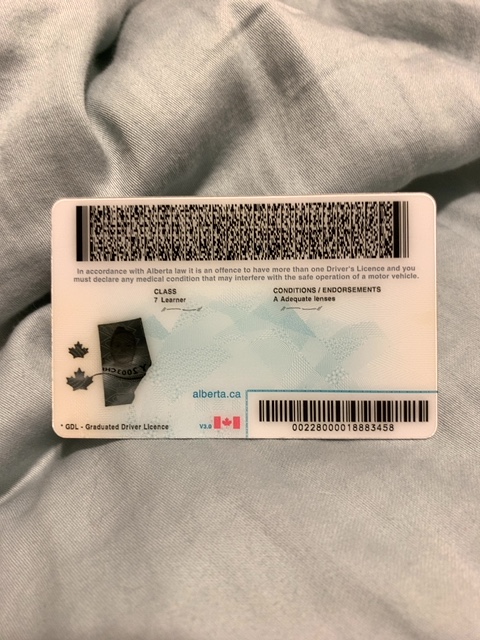 In accordance with Alberta law it is an offence to have more than one Driver's Licence and you
must declare any medical condition that may interfere with the safe operation of a motor vehicle.
CLASS
7 Learner
CONDITIONS / ENDORSEMENTS
A Adequate lenses
alberta.ca
* GDL - Graduated Driver Licence
V3.0
00228000018883458